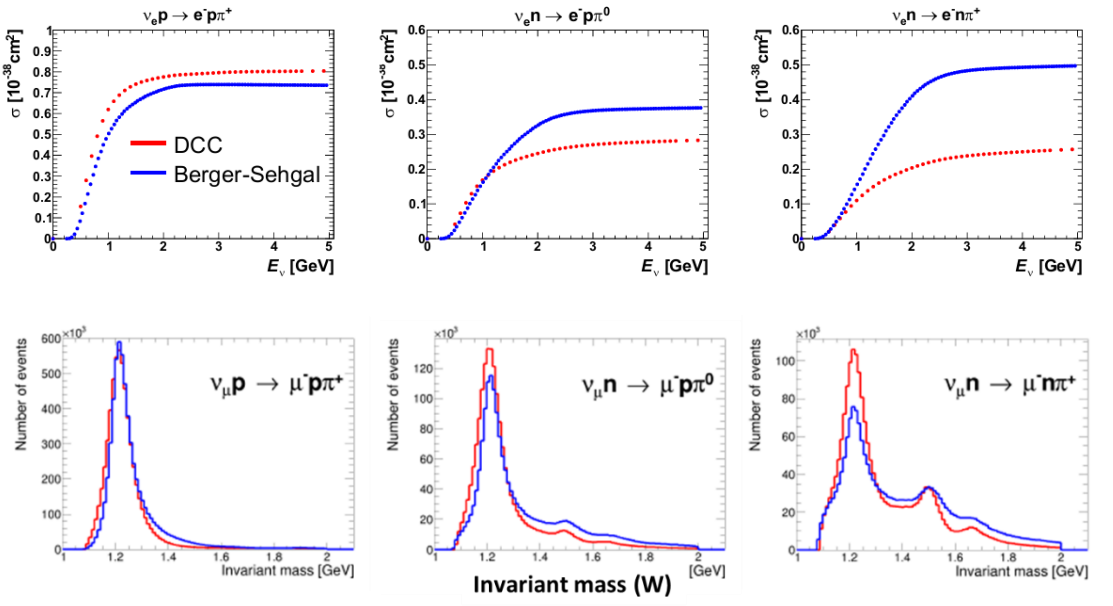 νₑp → e⁻pπ⁺
σ [10⁻³⁸cm²]
1
0.9
0.8
0.7
0.6
0.5
0.4
0.3
0.2
0.1
0
DCC
Berger-Sehgal
0 1 2 3 4 5
Eᵥ [GeV]
νₑn → e⁻pπ⁰
σ [10⁻³⁸cm²]
0.6
0.5
0.4
0.3
0.2
0.1
0
0 1 2 3 4 5
Eᵥ [GeV]
νₑn → e⁻nπ⁺
σ [10⁻³⁸cm²]
0.6
0.5
0.4
0.3
0.2
0.1
0
0 1 2 3 4 5
Eᵥ [GeV]
×10³
Number of events
600
500
400
300
200
100
0
ν_μp → μ⁻pπ⁺
1 1.2 1.4 1.6 1.8 2
Invariant mass [GeV]
×10³
Number of events
120
100
80
60
40
20
0
ν_μn → μ⁻pπ⁰
1 1.2 1.4 1.6 1.8 2
[GeV]
Invariant mass (W)
×10³
Number of events
100
80
60
40
20
0
ν_μn → μ⁻nπ⁺
1 1.2 1.4 1.6 1.8 2
Invariant mass [GeV]